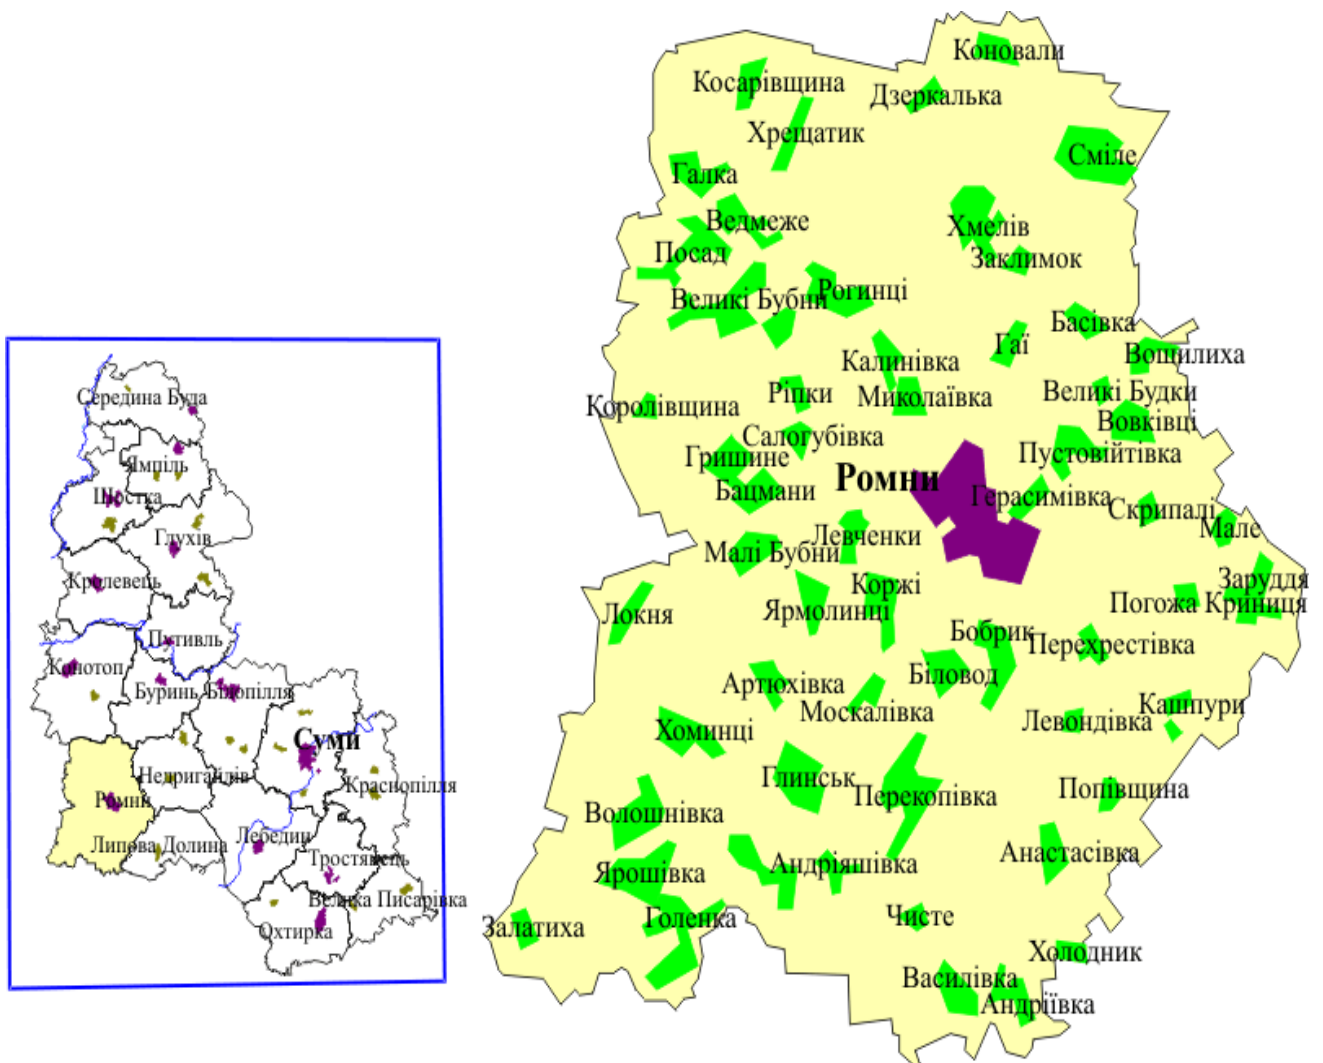 Коновали
Косарівщина
Дзеркалька
Хрещатик
Сміле
Галка
Ведмеже
Хмелів
Посад
Заклимок
Великі Бубни
Рогинці
Басівка
Гаї
Вощилиха
Калинівка
Великі Будки
Ріпки
Миколаївка
Королівщина
Вовківці
Салогубівка
Пустовійтівка
Гришине
Ромни
Бацмани
Герасимівка
Скрипалі
Мале
Левченки
Малі Бубни
Заруддя
Коржі
Погожа Криниця
Ярмолинці
Локня
Бобрик
Перехрестівка
Біловод
Артюхівка
Москалівка
Кашпури
Левондівка
Хоминці
Глинськ
Попівщина
Перекопівка
Волошнівка
Анастасівка
Андріяшівка
Ярошівка
Чисте
Голенка
Залатиха
Холодник
Василівка
Андріївка
Середина Буда
Ямпіль
Шостка
Глухів
Кролевець
Путивль
Конотоп
Буринь
Білопілля
Суми
Недригайлів
Краснопілля
Ромни
Лебедин
Липова Долина
Тростянець
Велика Писарівка
Охтирка